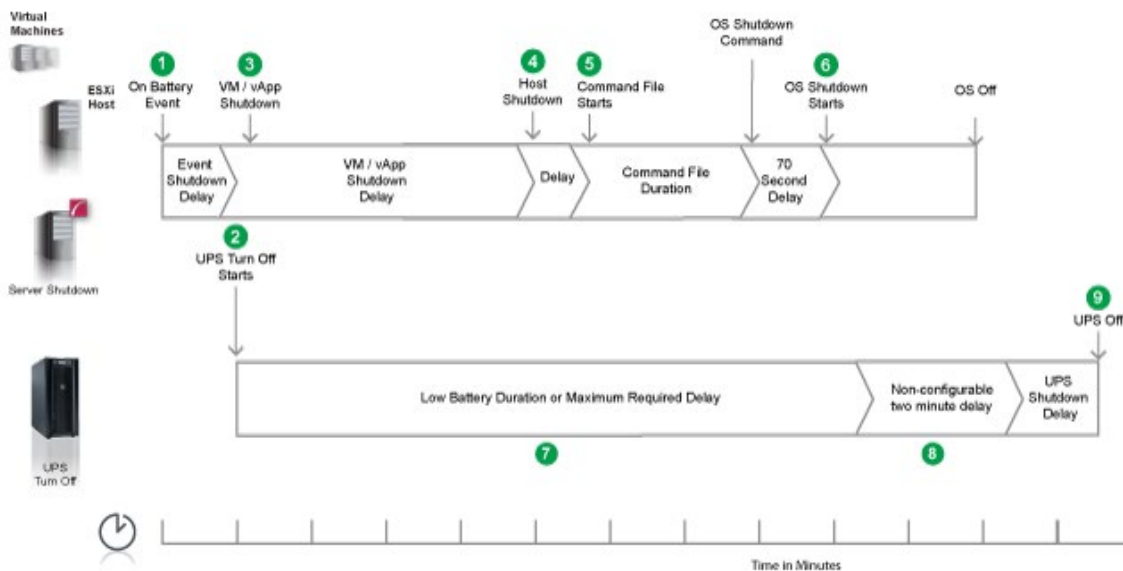 Virtual
Machines
ESXi
Host
Server Shutdown
UPS
Turn Off
1
On Battery
Event
3
VM / vApp
Shutdown
4
Host
Shutdown
5
Command File
Starts
OS Shutdown
Command
6
OS Shutdown
Starts
OS Off
Event
Shutdown
Delay
VM / vApp
Shutdown
Delay
Delay
Command File
Duration
70
Second
Delay
2
UPS Turn Off
Starts
9
UPS Off
Low Battery Duration or Maximum Required Delay
Non-configurable
two minute delay
UPS
Shutdown
Delay
7
8
Time in Minutes